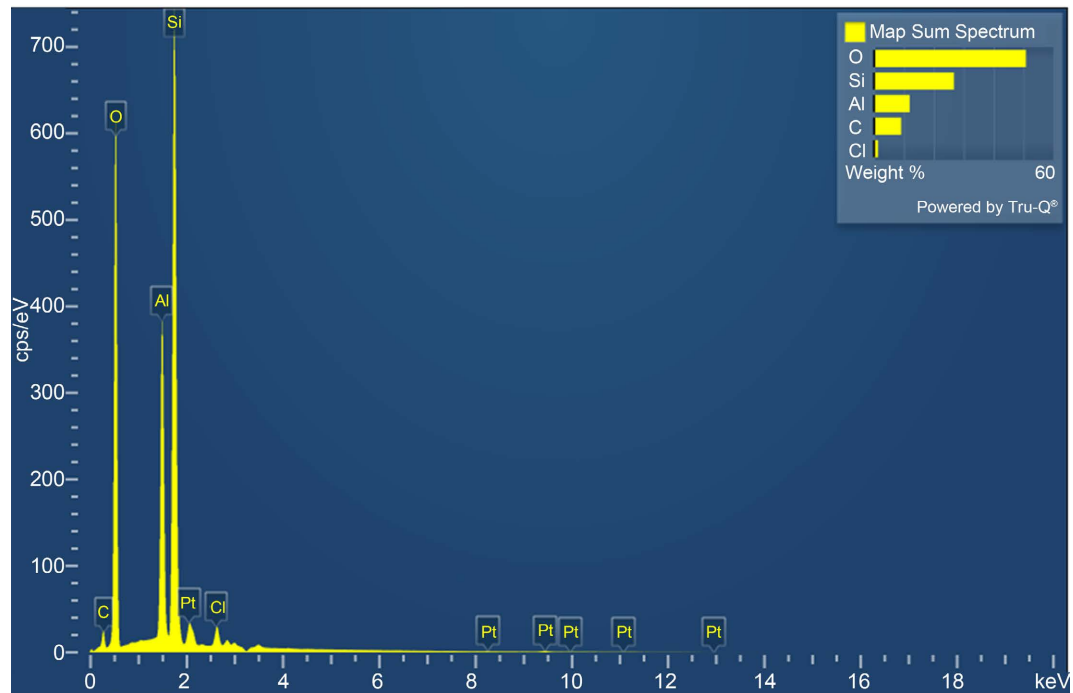 Map Sum Spectrum
O
Si
Al
C
Cl
Weight % 60
Powered by Tru-Q®
cps/eV
700
600
500
400
300
200
100
0
C
O
Al
Si
Pt
Cl
Pt
Pt
Pt
Pt
Pt
0 2 4 6 8 10 12 14 16 18 keV